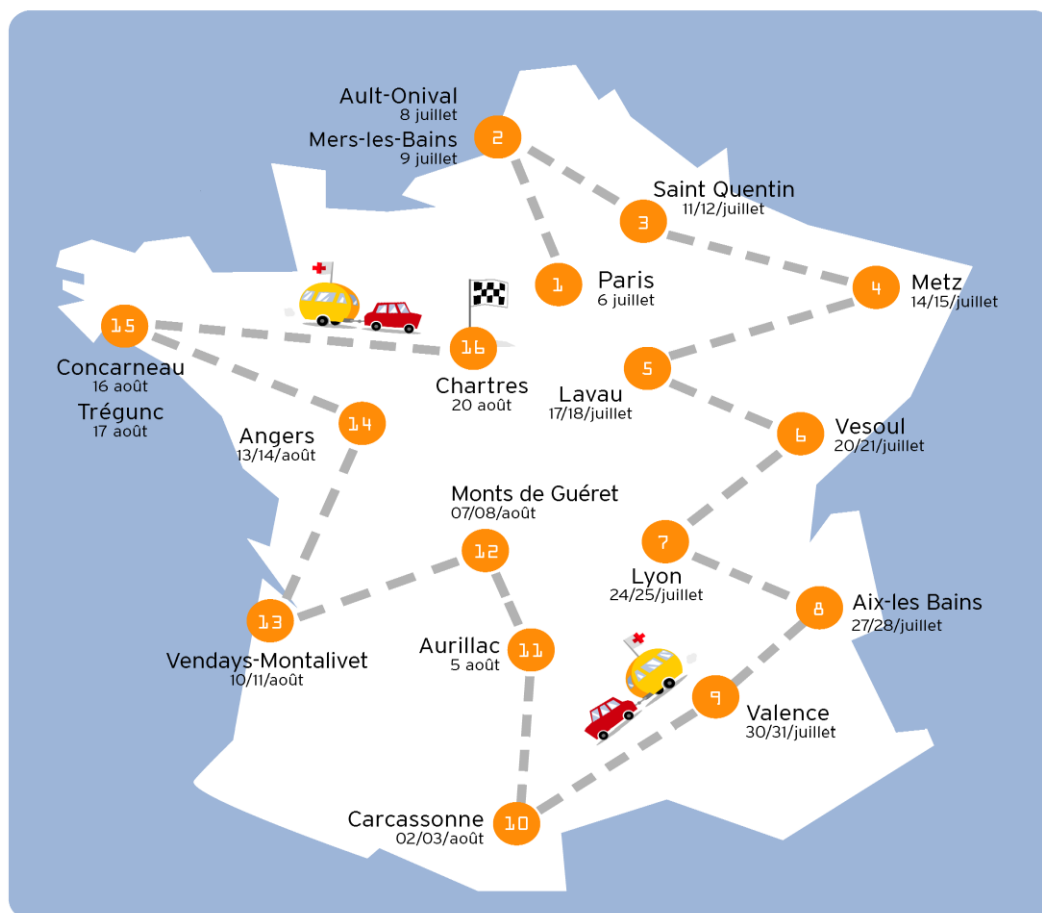 Ault-Onival
8 juillet
Mers-les-Bains
9 juillet
2
Saint Quentin
11/12/juillet
3
1
Paris
6 juillet
4
Metz
14/15/juillet
15
Concarneau
16 août
Trégunc
17 août
16
Chartres
20 août
5
Lavau
17/18/juillet
6
Vesoul
20/21/juillet
14
Angers
13/14/août
Monts de Guéret
07/08/août
12
7
Lyon
24/25/juillet
8
Aix-les Bains
27/28/juillet
13
Vendays-Montalivet
10/11/août
Aurillac
5 août
11
9
Valence
30/31/juillet
Carcassonne
02/03/août
10